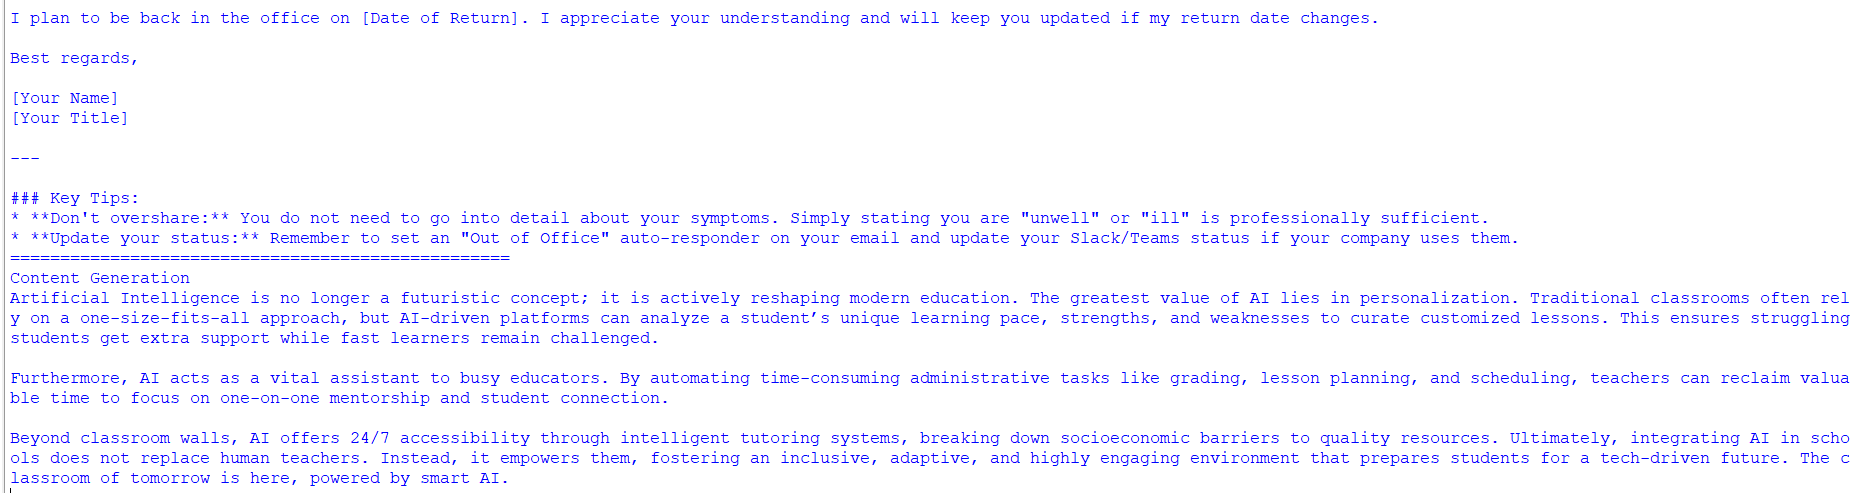 I plan to be back in the office on [Date of Return]. I appreciate your understanding and will keep you updated if my return date changes.
Best regards,
[Your Name]
[Your Title]
---
### Key Tips:
* **Don't overshare:** You do not need to go into detail about your symptoms. Simply stating you are "unwell" or "ill" is professionally sufficient.
* **Update your status:** Remember to set an "Out of Office" auto-responder on your email and update your Slack/Teams status if your company uses them.
==================================================
Content Generation
Artificial Intelligence is no longer a futuristic concept; it is actively reshaping modern education. The greatest value of AI lies in personalization. Traditional classrooms often rel
y on a one-size-fits-all approach, but AI-driven platforms can analyze a student’s unique learning pace, strengths, and weaknesses to curate customized lessons. This ensures struggling
students get extra support while fast learners remain challenged.
Furthermore, AI acts as a vital assistant to busy educators. By automating time-consuming administrative tasks like grading, lesson planning, and scheduling, teachers can reclaim valua
ble time to focus on one-on-one mentorship and student connection.
Beyond classroom walls, AI offers 24/7 accessibility through intelligent tutoring systems, breaking down socioeconomic barriers to quality resources. Ultimately, integrating AI in scho
ols does not replace human teachers. Instead, it empowers them, fostering an inclusive, adaptive, and highly engaging environment that prepares students for a tech-driven future. The c
lassroom of tomorrow is here, powered by smart AI.